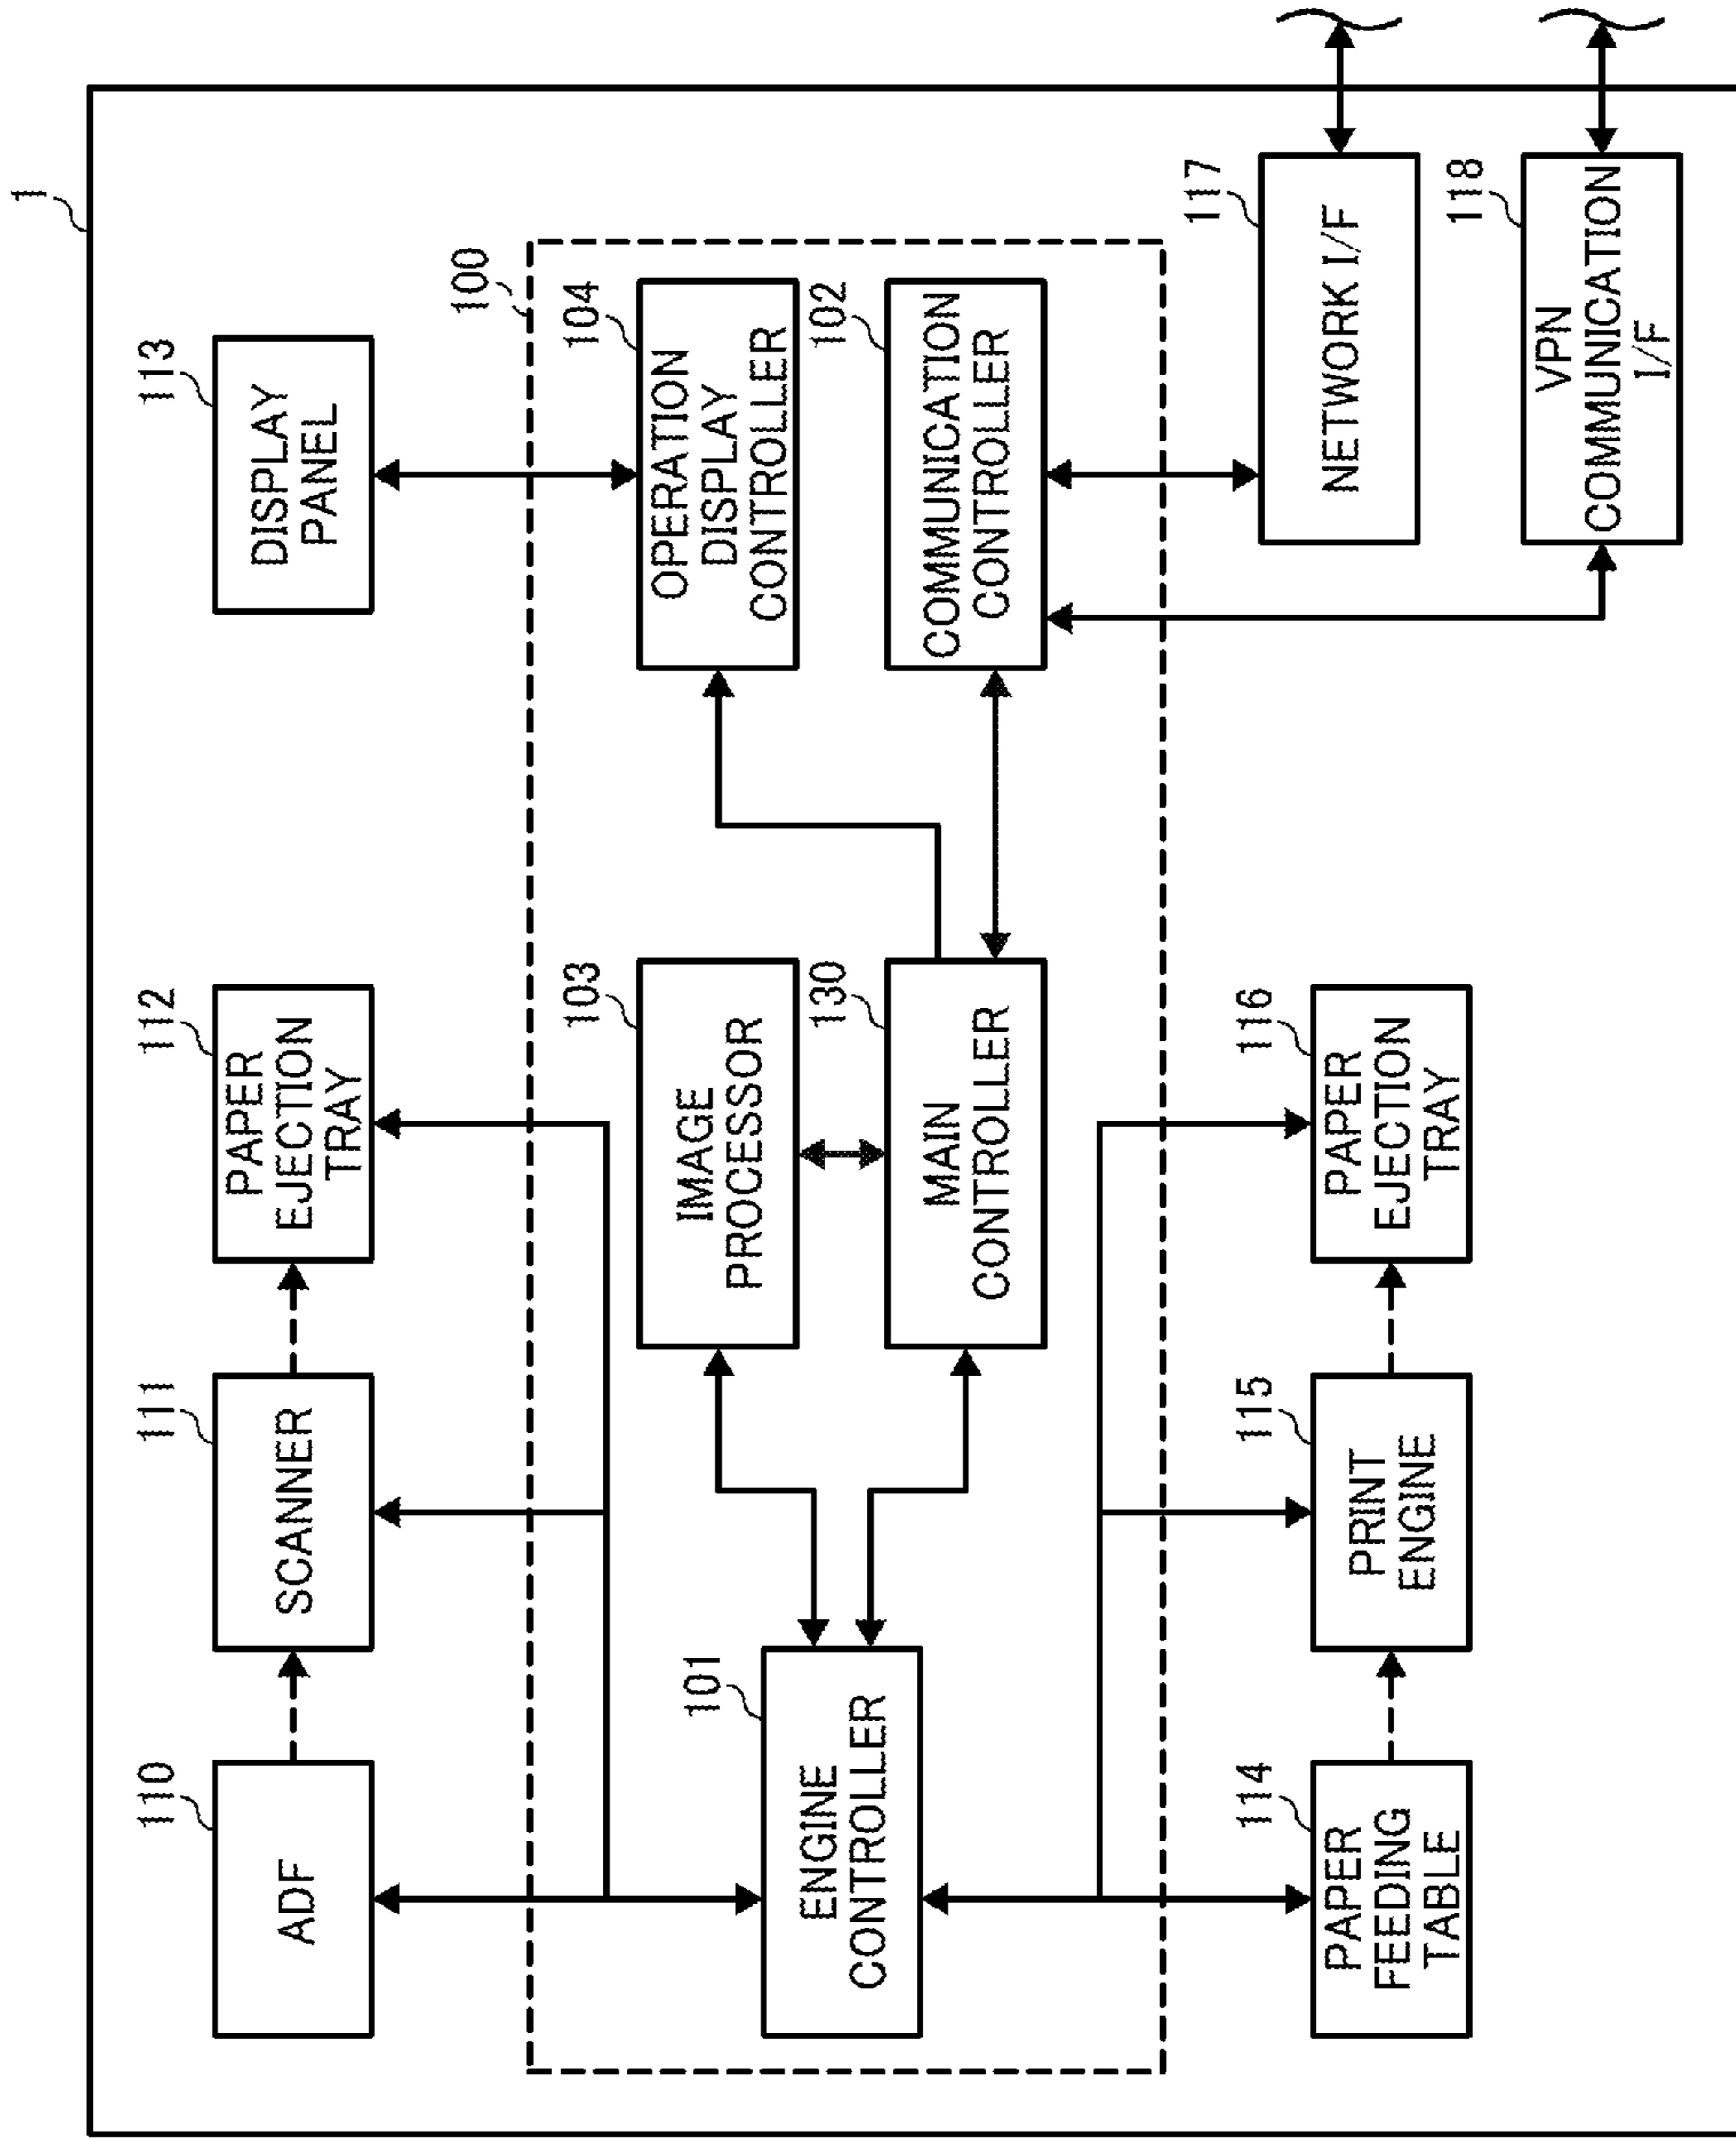 1
110
ADF
111
SCANNER
112
PAPER
EJECTION
TRAY
113
DISPLAY
PANEL
100
101
ENGINE
CONTROLLER
103
IMAGE
PROCESSOR
104
OPERATION
DISPLAY
CONTROLLER
130
MAIN
CONTROLLER
102
COMMUNICATION
CONTROLLER
114
PAPER
FEEDING
TABLE
115
PRINT
ENGINE
116
PAPER
EJECTION
TRAY
117
NETWORK I/F
118
VPN
COMMUNICATION
I/F